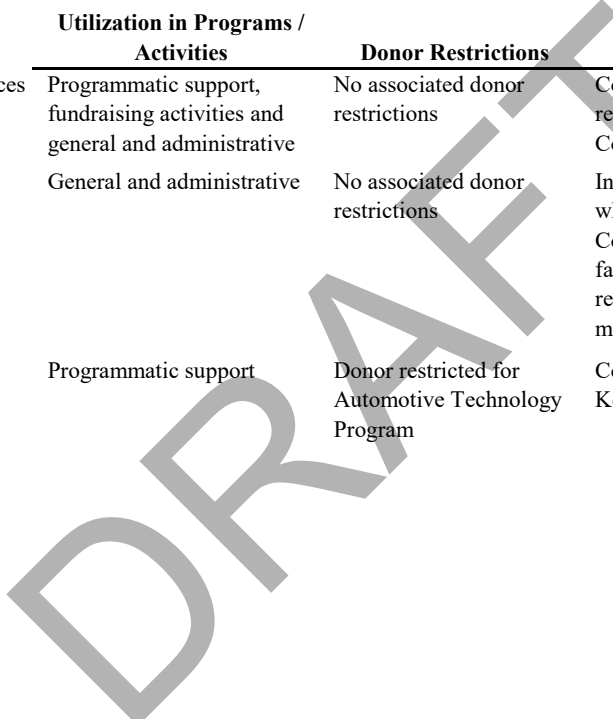 Utilization in Programs /
Activities Donor Restrictions
Programmatic support, No associated donor
fundraising activities and restrictions
general and administrative
General and administrative No associated donor
restrictions
Programmatic support Donor restricted for
Automotive Technology
Program
DRAFT